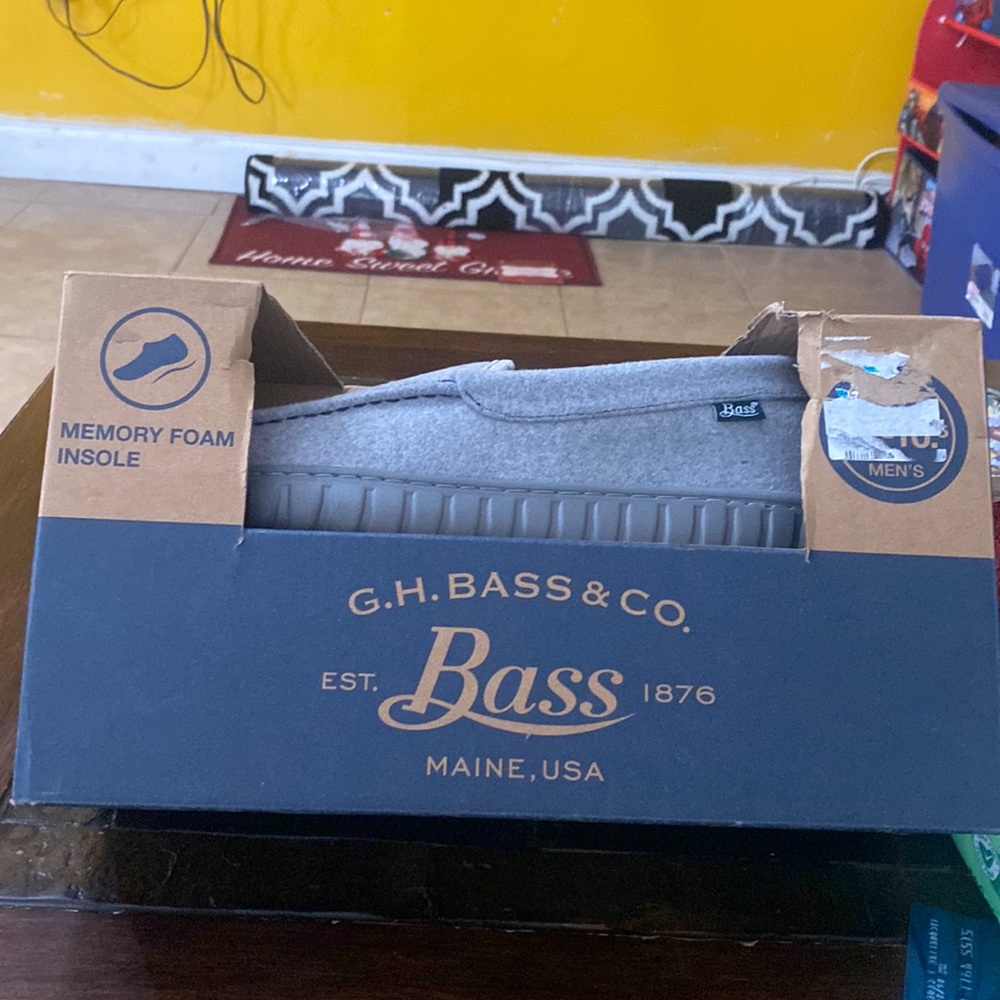 Home Sweet
MEMORY FOAM
INSOLE
Bass
MEN'S
G.H. BASS & CO.
EST. Bass 1876
MAINE, USA